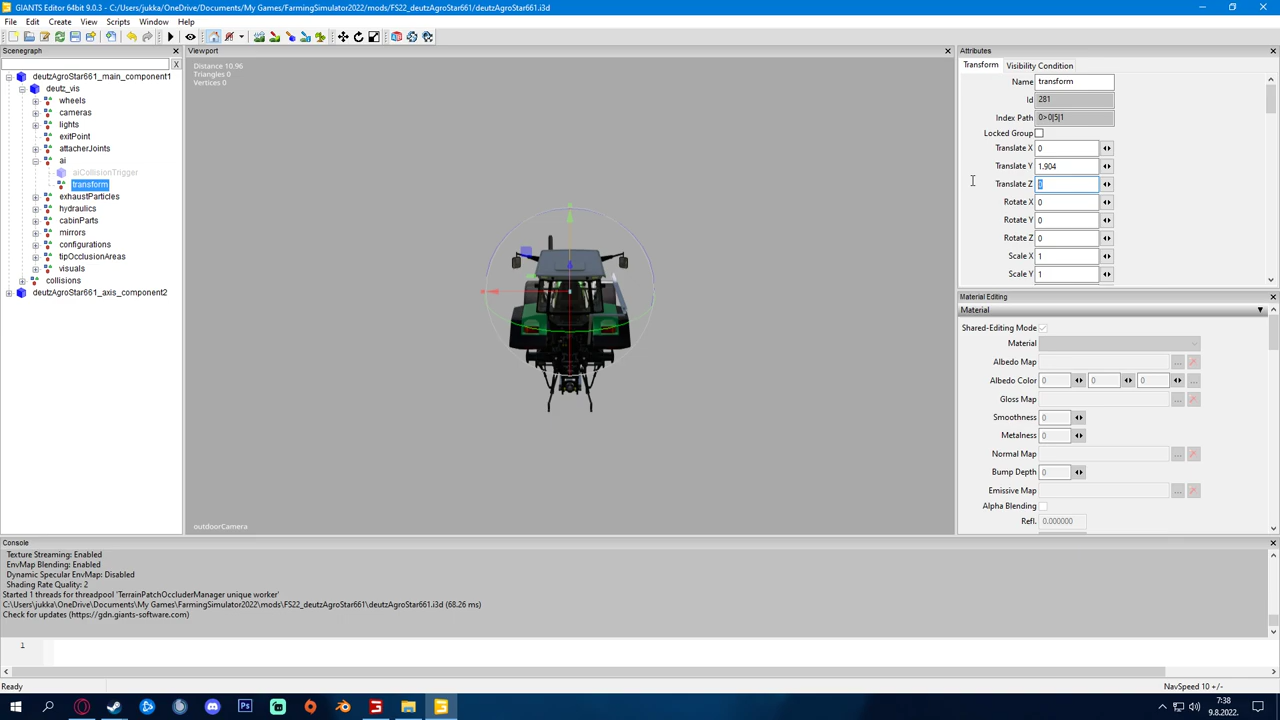 GIANTS Editor 64bit 9.0.3 - C:/Users/jukka/OneDrive/Documents/My Games/FarmingSimulator2022/mods/FS22_deutzAgroStar661/deutzAgroStar661.i3d
File Edit Create View Scripts Window Help
Scenegraph
X
deutzAgroStar661_main_component1
deutz_vis
wheels
cameras
lights
exitPoint
attacherJoints
ai
aiCollisionTrigger
transform
exhaustParticles
hydraulics
cabinParts
mirrors
configurations
tipOcclusionAreas
visuals
collisions
deutzAgroStar661_axis_component2
Viewport
Distance 10.96
Triangles 0
Vertices 0
outdoorCamera
Attributes
Transform Visibility Condition
Name transform
Id 281
Index Path 0>0|5|1
Locked Group
Translate X 0
Translate Y 1.904
Translate Z 0
Rotate X 0
Rotate Y 0
Rotate Z 0
Scale X 1
Scale Y 1
Material Editing
Material
Shared-Editing Mode
Material
Albedo Map ...
Albedo Color 0 0 0 ...
Gloss Map ...
Smoothness 0
Metalness 0
Normal Map ...
Bump Depth 0
Emissive Map ...
Alpha Blending
Refl. 0.000000
Console
Texture Streaming: Enabled
EnvMap Blending: Enabled
Dynamic Specular EnvMap: Disabled
Shading Rate Quality: 2
Started 1 threads for threadpool 'TerrainPatchOccluderManager unique worker'
C:\Users\jukka\OneDrive\Documents\My Games\FarmingSimulator2022\mods\FS22_deutzAgroStar661\deutzAgroStar661.i3d (68.26 ms)
Check for updates (https://gdn.giants-software.com)
1
Ready
NavSpeed 10 +/-
7:38
9.8.2022